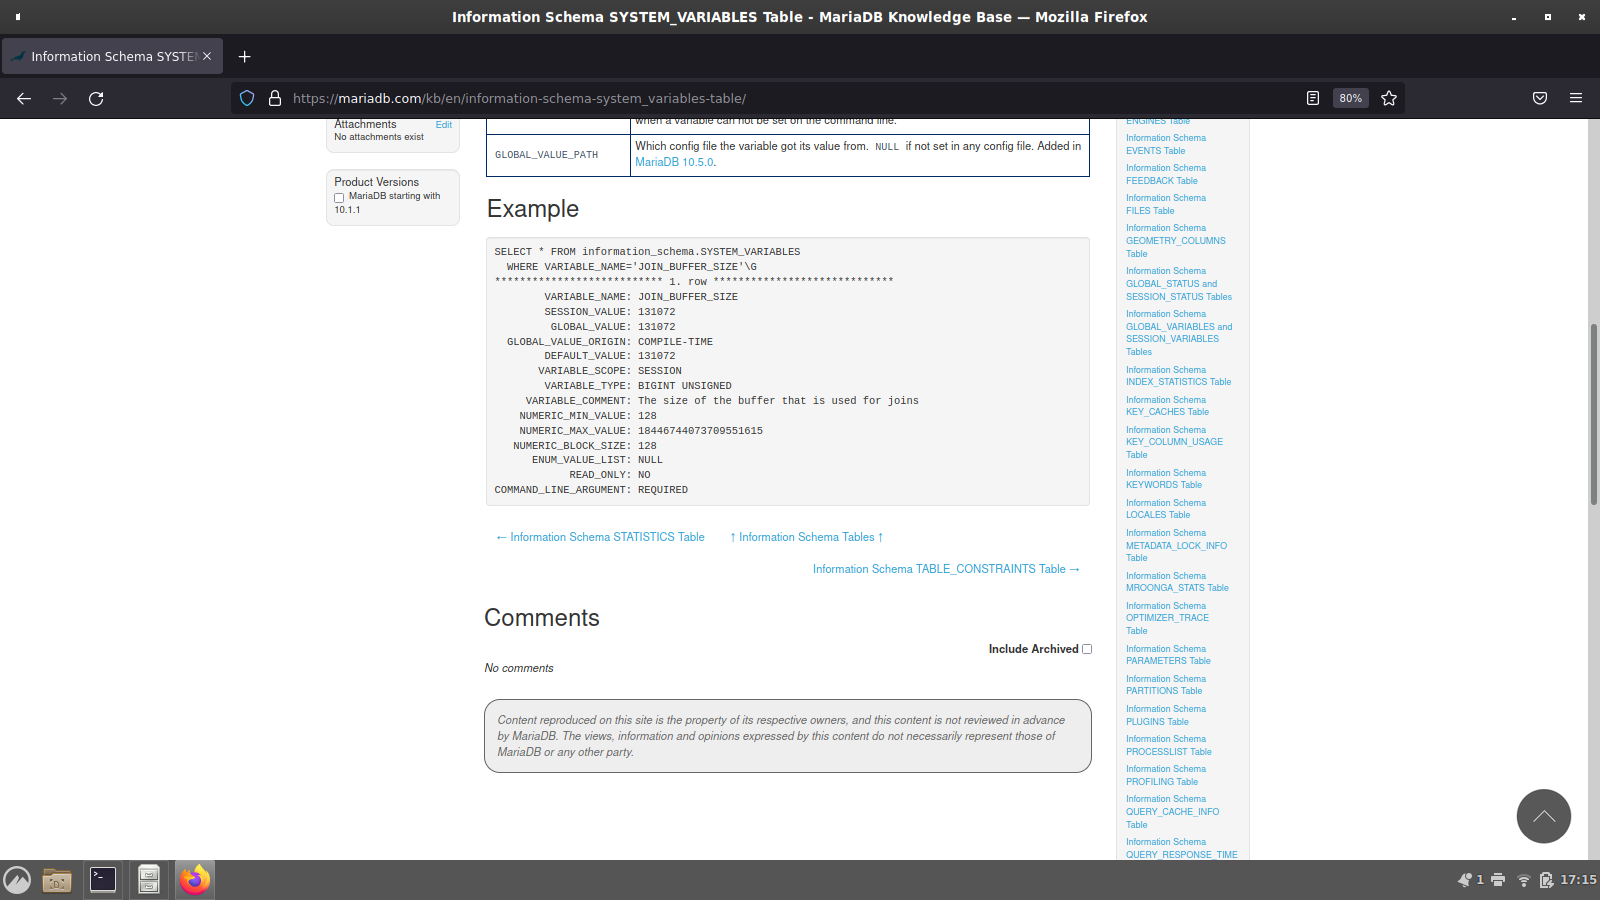 Information Schema SYSTEM_VARIABLES Table - MariaDB Knowledge Base — Mozilla Firefox
Information Schema SYSTE
https://mariadb.com/kb/en/information-schema-system_variables-table/
80%
Attachments
Edit
No attachments exist
Product Versions
MariaDB starting with
10.1.1
when a variable can not be set on the command line.
GLOBAL_VALUE_PATH
Which config file the variable got its value from. NULL if not set in any config file. Added in
MariaDB 10.5.0.
Example
SELECT * FROM information_schema.SYSTEM_VARIABLES
WHERE VARIABLE_NAME='JOIN_BUFFER_SIZE'\G
*************************** 1. row *****************************
VARIABLE_NAME: JOIN_BUFFER_SIZE
SESSION_VALUE: 131072
GLOBAL_VALUE: 131072
GLOBAL_VALUE_ORIGIN: COMPILE-TIME
DEFAULT_VALUE: 131072
VARIABLE_SCOPE: SESSION
VARIABLE_TYPE: BIGINT UNSIGNED
VARIABLE_COMMENT: The size of the buffer that is used for joins
NUMERIC_MIN_VALUE: 128
NUMERIC_MAX_VALUE: 18446744073709551615
NUMERIC_BLOCK_SIZE: 128
ENUM_VALUE_LIST: NULL
READ_ONLY: NO
COMMAND_LINE_ARGUMENT: REQUIRED
← Information Schema STATISTICS Table
↑ Information Schema Tables ↑
Information Schema TABLE_CONSTRAINTS Table →
Comments
Include Archived
No comments
Content reproduced on this site is the property of its respective owners, and this content is not reviewed in advance
by MariaDB. The views, information and opinions expressed by this content do not necessarily represent those of
MariaDB or any other party.
ENGINES Table
Information Schema
EVENTS Table
Information Schema
FEEDBACK Table
Information Schema
FILES Table
Information Schema
GEOMETRY_COLUMNS
Table
Information Schema
GLOBAL_STATUS and
SESSION_STATUS Tables
Information Schema
GLOBAL_VARIABLES and
SESSION_VARIABLES
Tables
Information Schema
INDEX_STATISTICS Table
Information Schema
KEY_CACHES Table
Information Schema
KEY_COLUMN_USAGE
Table
Information Schema
KEYWORDS Table
Information Schema
LOCALES Table
Information Schema
METADATA_LOCK_INFO
Table
Information Schema
MROONGA_STATS Table
Information Schema
OPTIMIZER_TRACE
Table
Information Schema
PARAMETERS Table
Information Schema
PARTITIONS Table
Information Schema
PLUGINS Table
Information Schema
PROCESSLIST Table
Information Schema
PROFILING Table
Information Schema
QUERY_CACHE_INFO
Table
Information Schema
QUERY_RESPONSE_TIME
1
17:15